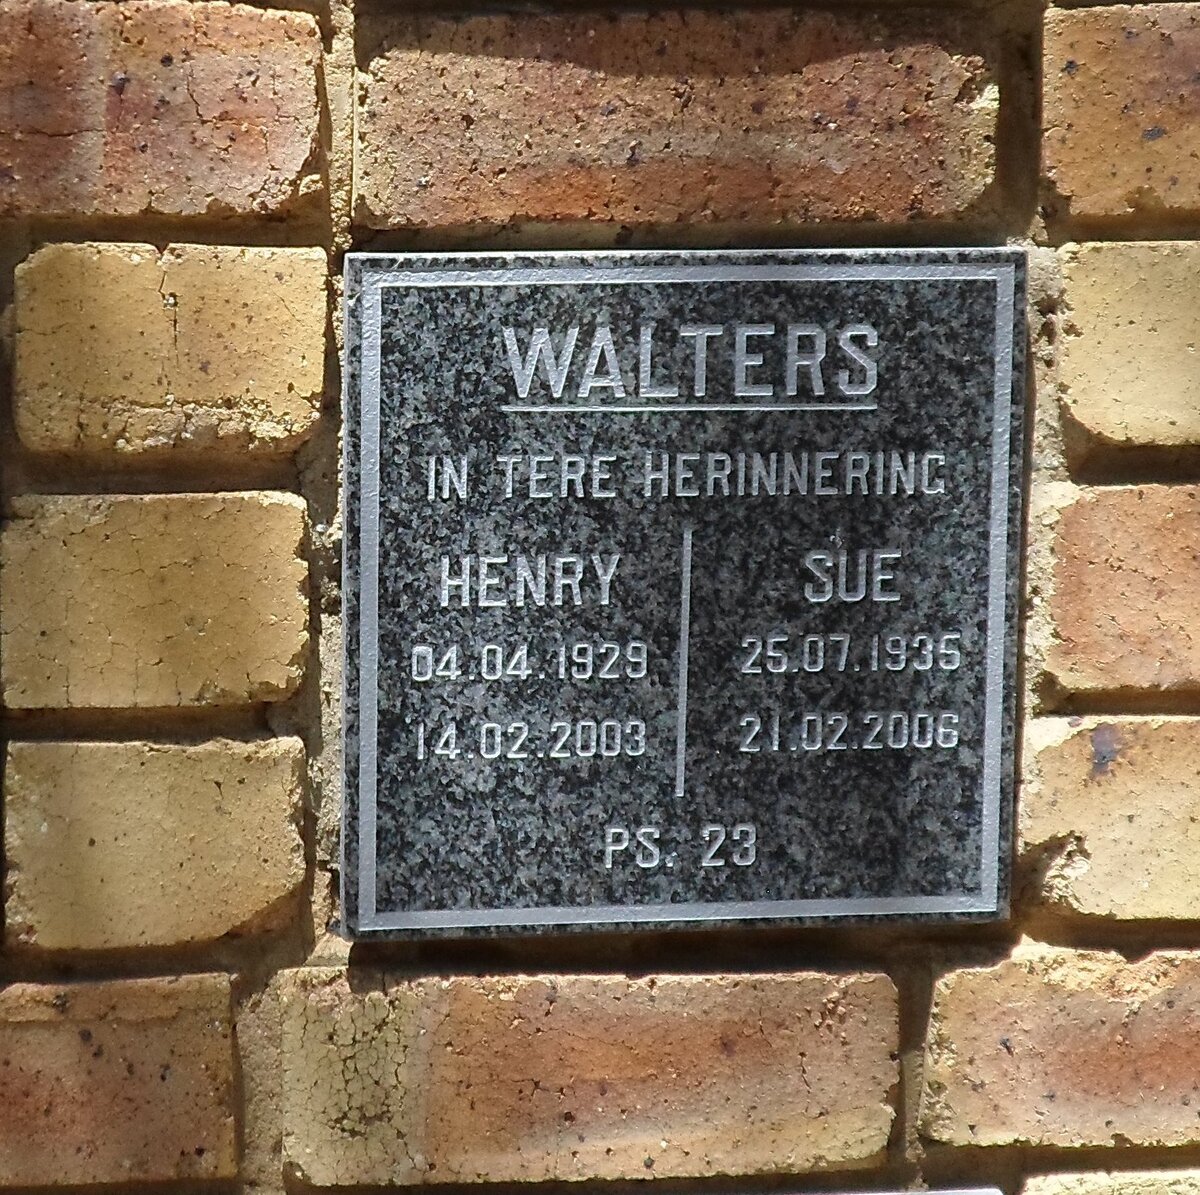 WALTERS
IN TERE HERINNERING
HENRY
04.04.1929
14.02.2003
SUE
25.07.1935
21.02.2006
PS. 23